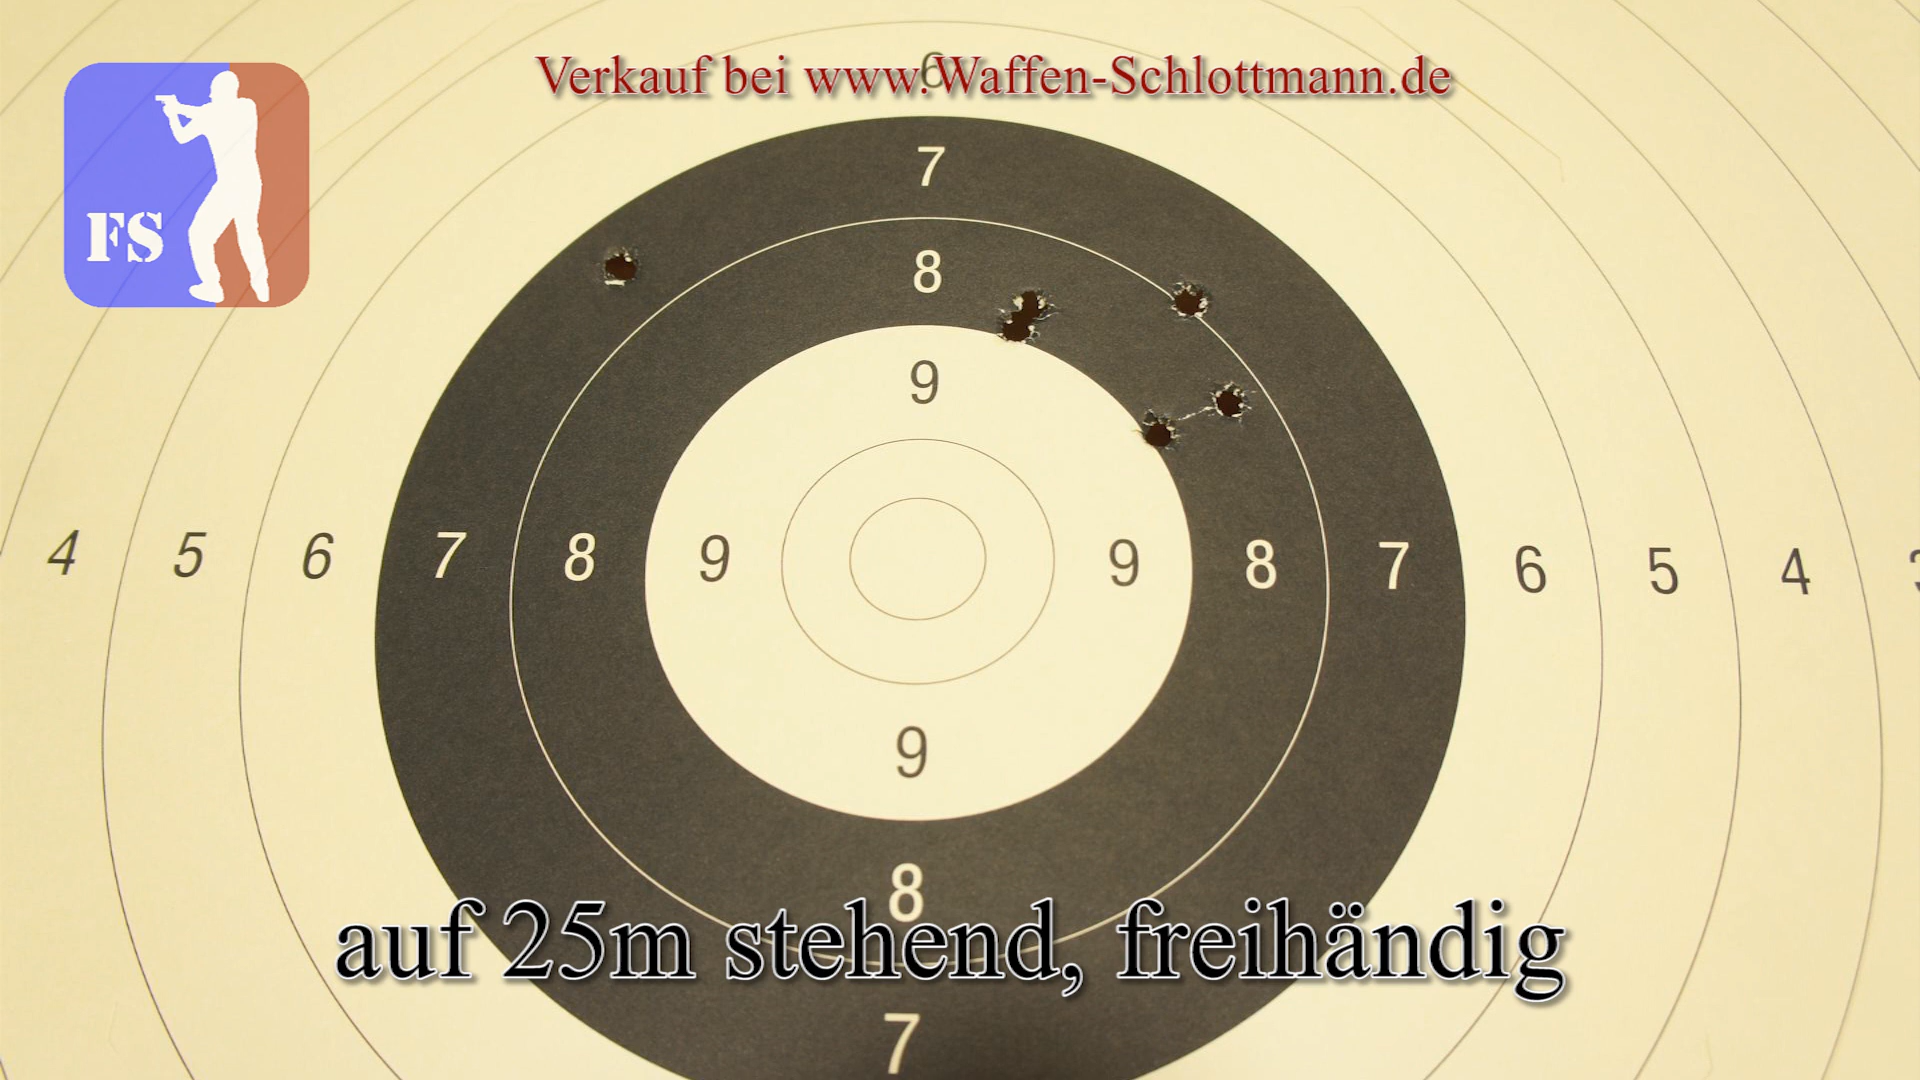 Verkauf bei www.Waffen-Schlottmann.de
6
FS
7
8
9
4 5 6 7 8 9 9 8 7 6 5 4
9
8
auf 25m stehend, freihändig
7